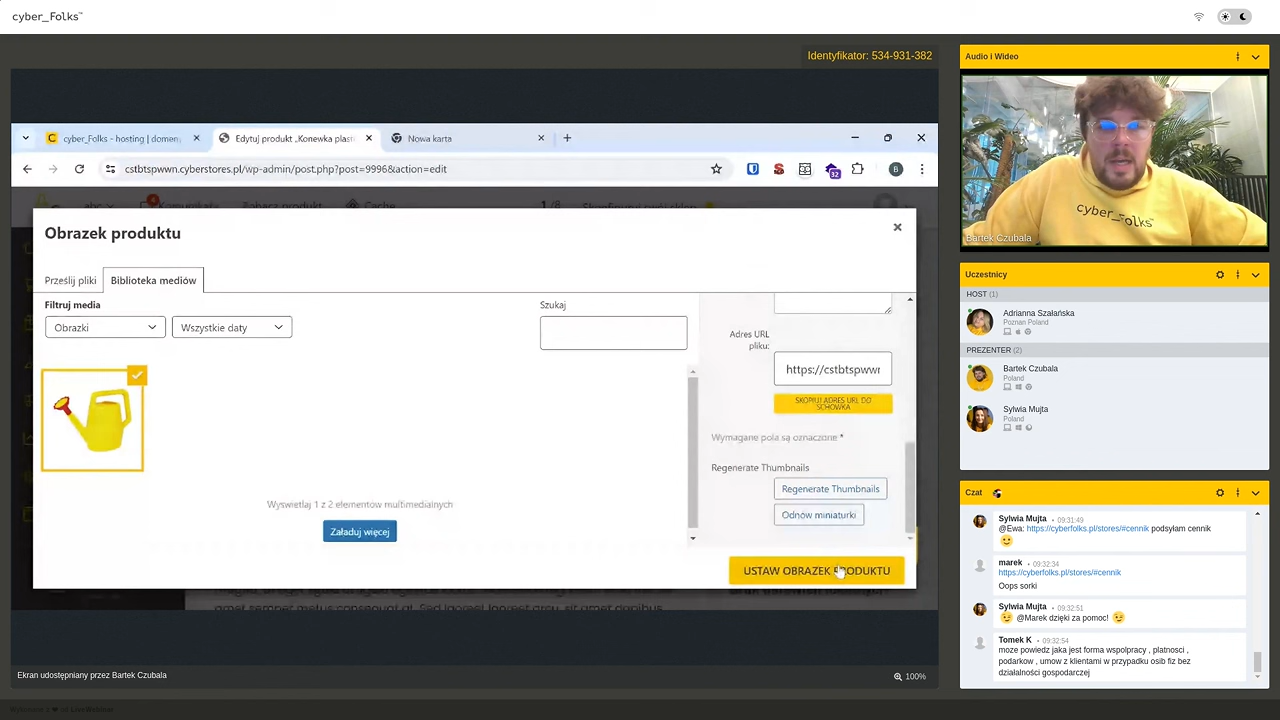 cyber_Folks™
Identyfikator: 534-931-382
cyber_Folks - hosting | domeny
Edytuj produkt „Konewka plast
Nowa karta
cstbtspwwn.cyberstores.pl/wp-admin/post.php?post=9996&action=edit
32
B
Obrazek produktu
Prześlij pliki
Biblioteka mediów
Filtruj media
Obrazki
Wszystkie daty
Szukaj
Adres URL
pliku:
https://cstbtspwwn
SKOPIUJ ADRES URL DO
SCHOWKA
Wymagane pola są oznaczone *
Regenerate Thumbnails
Regenerate Thumbnails
Odnów miniaturki
Wyświetlaj 1 z 2 elementów multimedialnych
Załaduj więcej
USTAW OBRAZEK PRODUKTU
Ekran udostępniany przez Bartek Czubala
100%
Audio i Wideo
cyber_Folks™
Bartek Czubala
Uczestnicy
HOST (1)
Adrianna Szałańska
Poznan Poland
PREZENTER (2)
Bartek Czubala
Poland
Sylwia Mujta
Poland
Czat
Sylwia Mujta • 09:31:49
@Ewa: https://cyberfolks.pl/stores/#cennik podsyłam cennik
marek • 09:32:34
https://cyberfolks.pl/stores/#cennik
Oops sorki
Sylwia Mujta • 09:32:51
@Marek dzięki za pomoc!
Tomek K • 09:32:54
moze powiedz jaka jest forma wspolpracy , platnosci ,
podarkow , umow z klientami w przypadku osib fiz bez
działalności gospodarczej